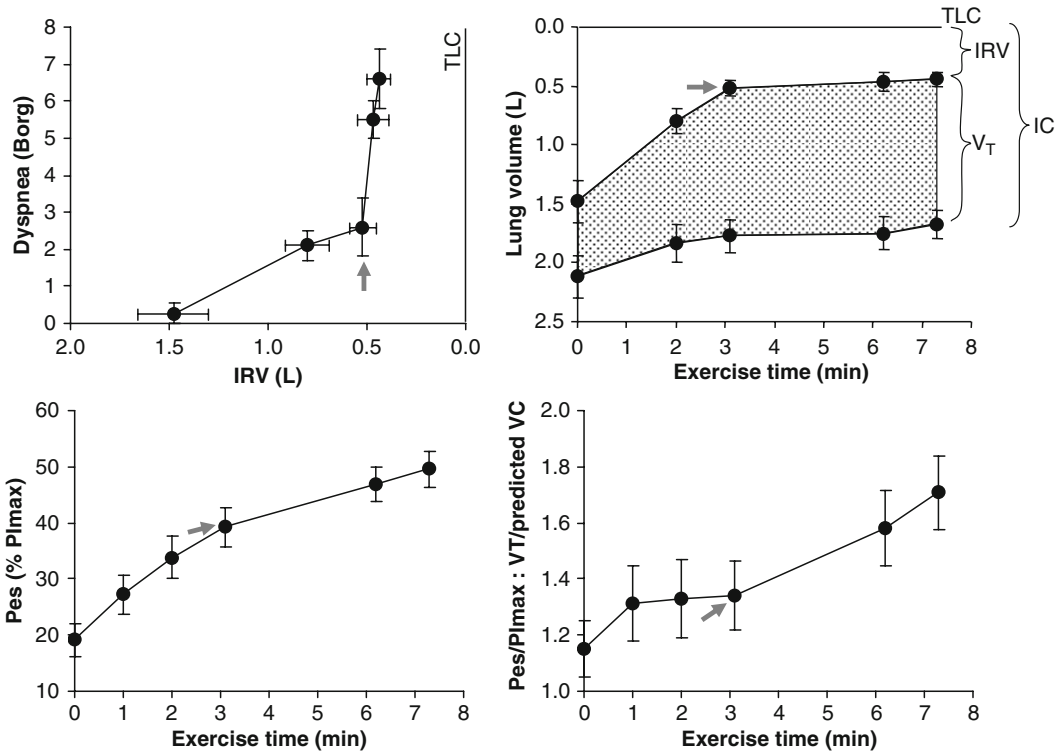 Dyspnea (Borg)
8
7
6
5
4
3
2
1
0
2.0 1.5 1.0 0.5 0.0
IRV (L)
TLC
Lung volume (L)
0.0
0.5
1.0
1.5
2.0
2.5
0 1 2 3 4 5 6 7 8
Exercise time (min)
TLC
IRV
VT
IC
Pes (% PImax)
60
50
40
30
20
10
0 1 2 3 4 5 6 7 8
Exercise time (min)
Pes/PImax : VT/predicted VC
2.0
1.8
1.6
1.4
1.2
1.0
0 1 2 3 4 5 6 7 8
Exercise time (min)